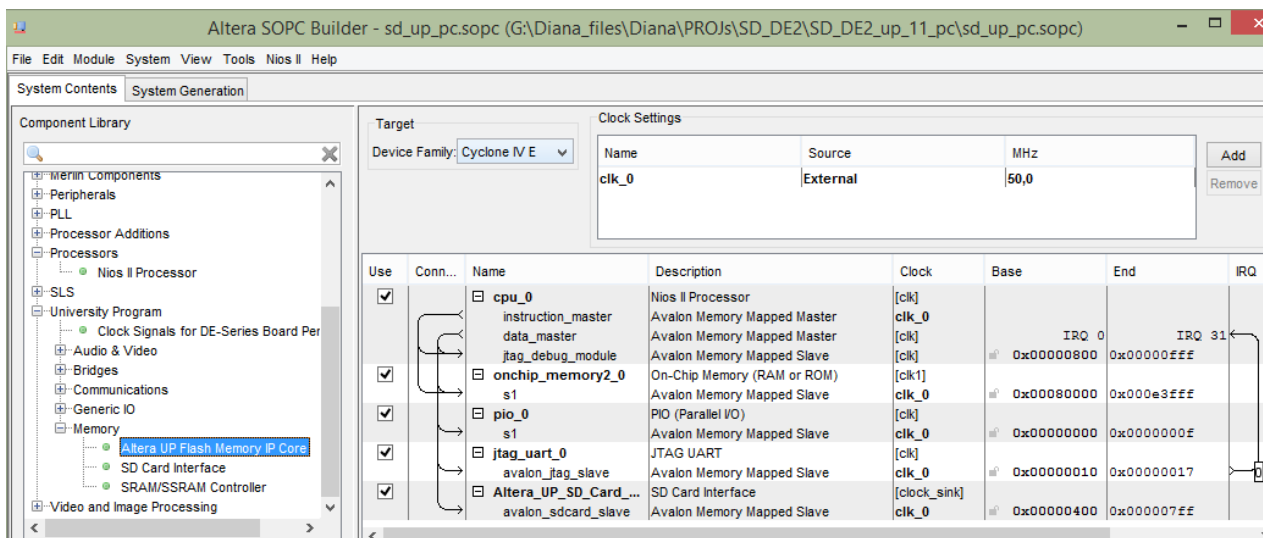 Altera SOPC Builder - sd_up_pc.sopc (G:\Diana_files\Diana\PROJs\SD_DE2\SD_DE2_up_11_pc\sd_up_pc.sopc)
File Edit Module System View Tools Nios II Help
System Contents System Generation
Component Library
Merlin Components
Peripherals
PLL
Processor Additions
Processors
Nios II Processor
SLS
University Program
Clock Signals for DE-Series Board Per
Audio & Video
Bridges
Communications
Generic IO
Memory
Altera UP Flash Memory IP Core
SD Card Interface
SRAM/SSRAM Controller
Video and Image Processing
Target
Device Family: Cyclone IV E
Clock Settings
Name Source MHz
clk_0 External 50,0
Add
Remove
Use Conn... Name Description Clock Base End IRQ
cpu_0 Nios II Processor [clk]
instruction_master Avalon Memory Mapped Master clk_0
data_master Avalon Memory Mapped Master [clk] IRQ 0 IRQ 31
jtag_debug_module Avalon Memory Mapped Slave [clk] 0x00000800 0x00000fff
onchip_memory2_0 On-Chip Memory (RAM or ROM) [clk1]
s1 Avalon Memory Mapped Slave clk_0 0x00080000 0x000e3fff
pio_0 PIO (Parallel I/O) [clk]
s1 Avalon Memory Mapped Slave clk_0 0x00000000 0x0000000f
jtag_uart_0 JTAG UART [clk]
avalon_jtag_slave Avalon Memory Mapped Slave clk_0 0x00000010 0x00000017 0
Altera_UP_SD_Card_... SD Card Interface [clock_sink]
avalon_sdcard_slave Avalon Memory Mapped Slave clk_0 0x00000400 0x000007ff